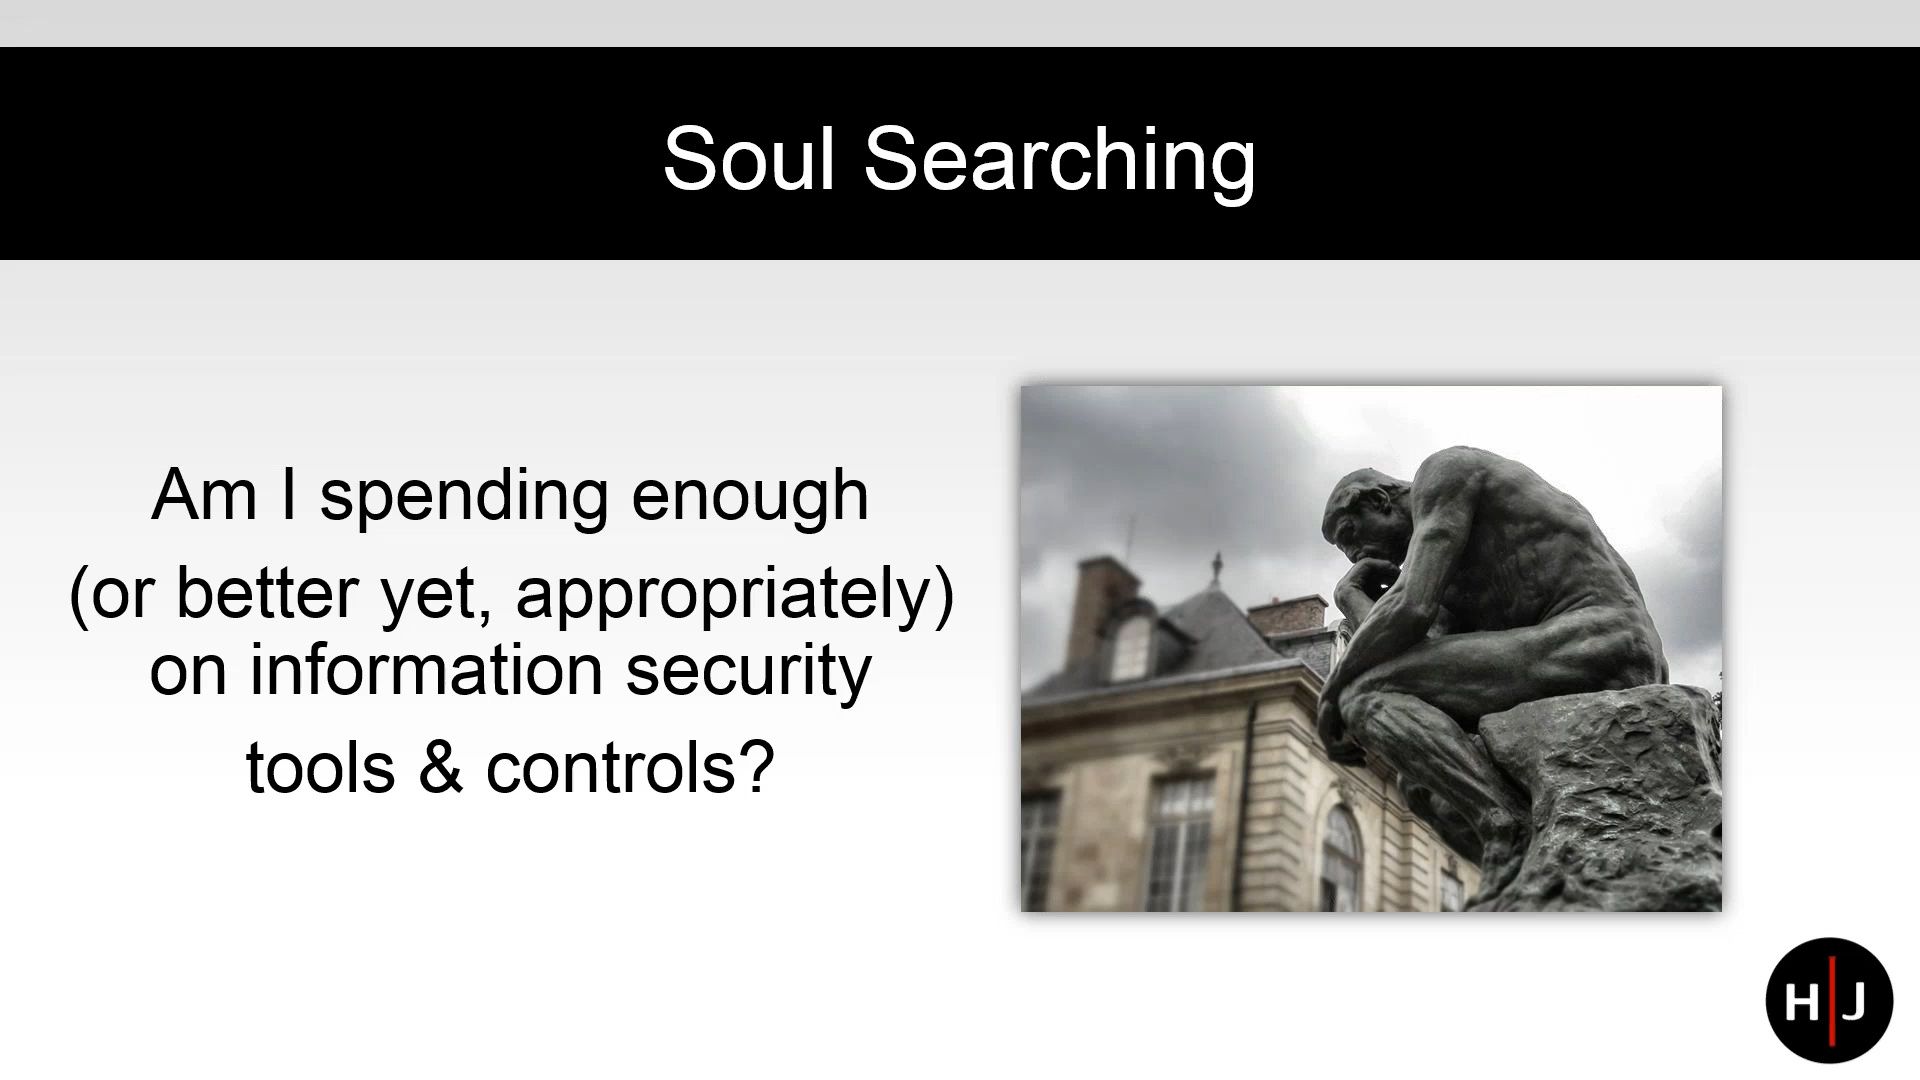 Soul Searching
Am I spending enough
(or better yet, appropriately)
on information security
tools & controls?
H|J